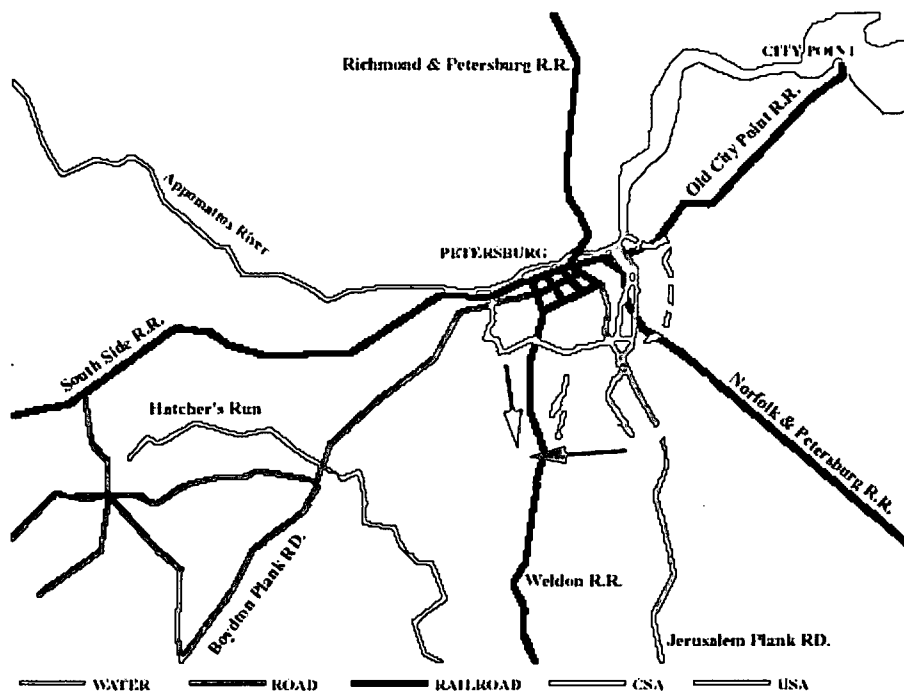 CITY POINT
Richmond & Petersburg R.R.
Old City Point R.R.
Appomattox River
PETERSBURG
South Side R.R.
Hatcher's Run
Norfolk & Petersburg R.R.
Boydton Plank RD.
Weldon R.R.
Jerusalem Plank RD.
WATER ROAD RAILROAD CSA USA